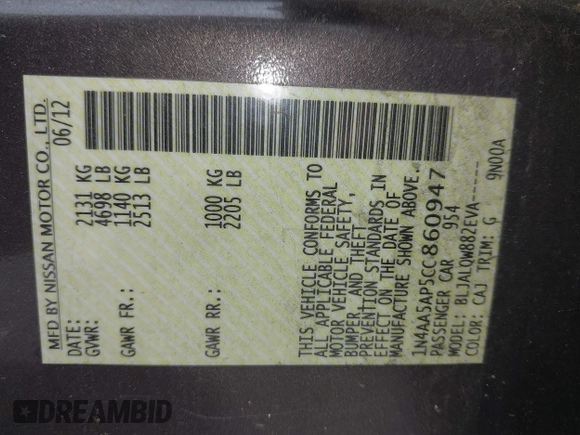 MFD BY NISSAN MOTOR CO., LTD.
DATE: 06/12
GVWR: 2131 KG
4698 LB
GAWR FR.: 1140 KG
2513 LB
GAWR RR.: 1000 KG
2205 LB
THIS VEHICLE CONFORMS TO
ALL APPLICABLE FEDERAL
MOTOR VEHICLE SAFETY,
BUMPER, AND THEFT
PREVENTION STANDARDS IN
EFFECT ON THE DATE OF
MANUFACTURE SHOWN ABOVE.
1N4AA5AP5CC860947
PASSENGER CAR 954
MODEL: BLJALQW882EVA------
COLOR: CAJ TRIM: G 9N00A
DREAMBID